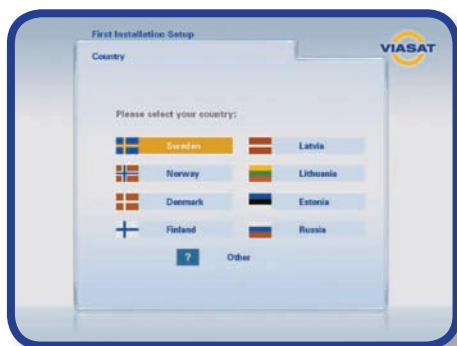 First Installation Setup
VIASAT
Country
Please select your country:
Sweden Latvia
Norway Lithuania
Denmark Estonia
Finland Russia
? Other